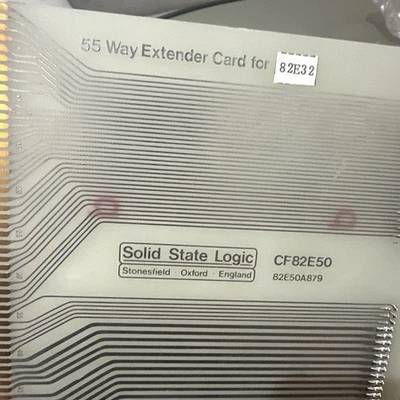 55 Way Extender Card for 82E32
Solid State Logic CF82E50
Stonesfield · Oxford · England 82E50A879